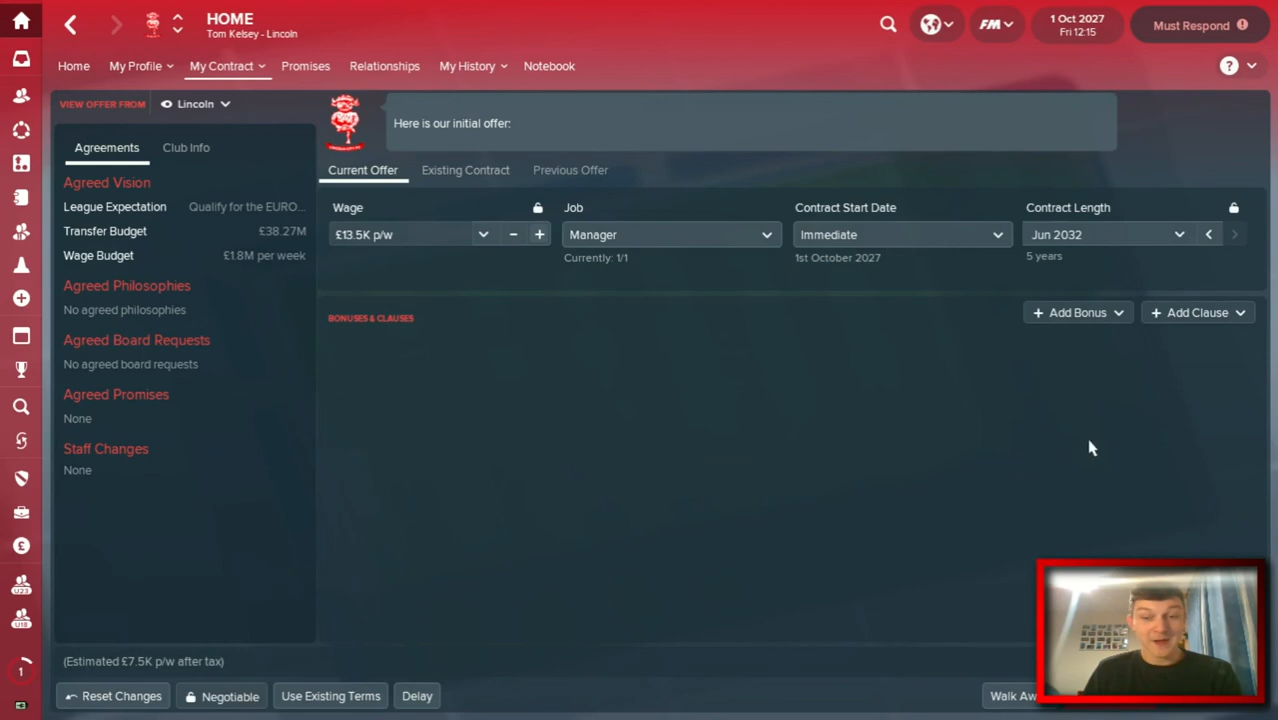 HOME
Tom Kelsey - Lincoln
FM
1 Oct 2027
Fri 12:15
Must Respond
Home
My Profile
My Contract
Promises
Relationships
My History
Notebook
?
VIEW OFFER FROM
Lincoln
Here is our initial offer:
Agreements
Club Info
Agreed Vision
League Expectation
Qualify for the EURO...
Transfer Budget
£38.27M
Wage Budget
£1.8M per week
Agreed Philosophies
No agreed philosophies
Agreed Board Requests
No agreed board requests
Agreed Promises
None
Staff Changes
None
Current Offer
Existing Contract
Previous Offer
Wage
£13.5K p/w
Job
Manager
Currently: 1/1
Contract Start Date
Immediate
1st October 2027
Contract Length
Jun 2032
5 years
BONUSES & CLAUSES
+ Add Bonus
+ Add Clause
U23
U18
1
(Estimated £7.5K p/w after tax)
Reset Changes
Negotiable
Use Existing Terms
Delay
Walk Aw